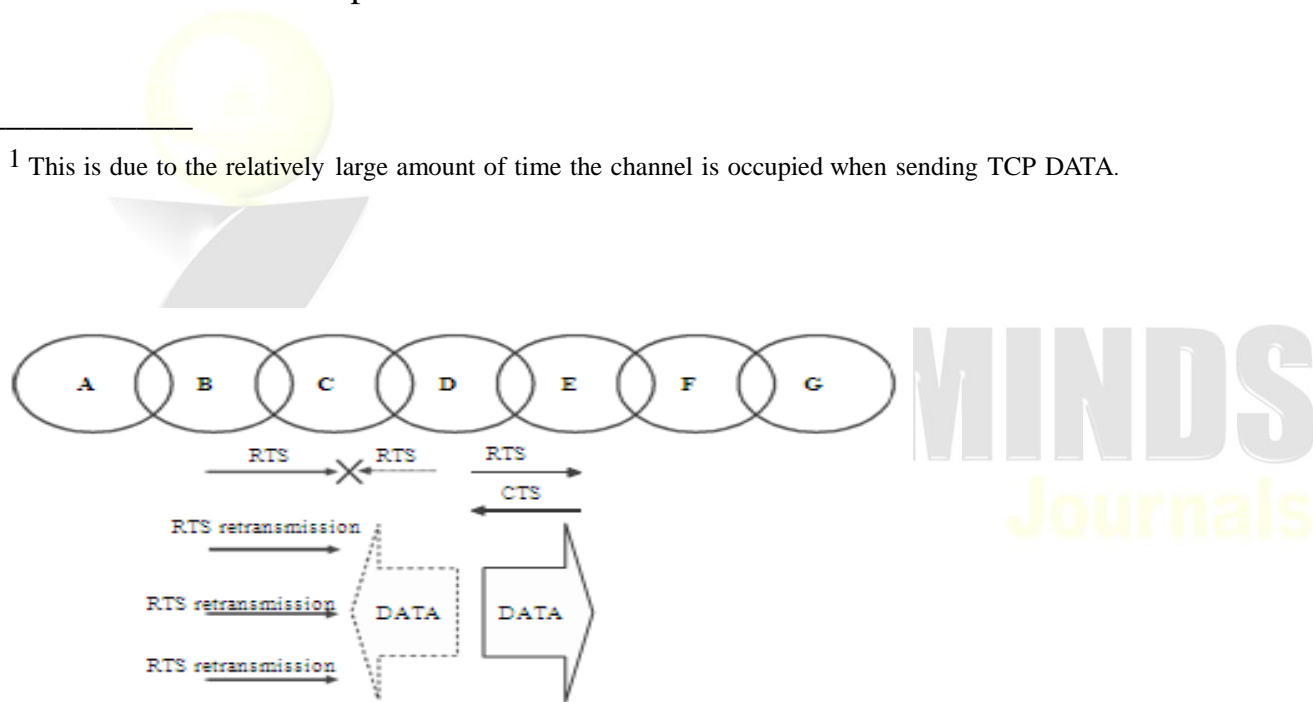 1 This is due to the relatively large amount of time the channel is occupied when sending TCP DATA.
A B C D E F G
RTS RTS RTS
CTS
RTS retransmission
RTS retransmission DATA DATA
RTS retransmission
MINDS
Journals